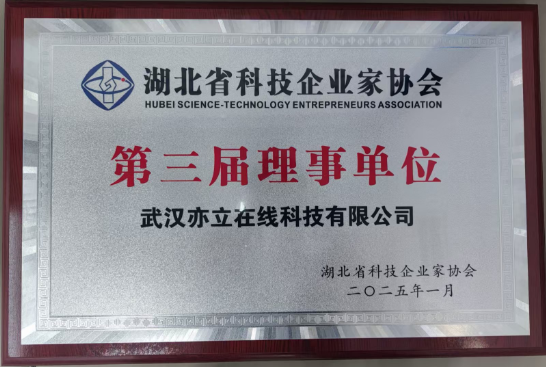 湖北省科技企业家协会
HUBEI SCIENCE-TECHNOLOGY ENTREPRENEURS ASSOCIATION
第三届理事单位
武汉亦立在线科技有限公司
湖北省科技企业家协会
二〇二五年一月